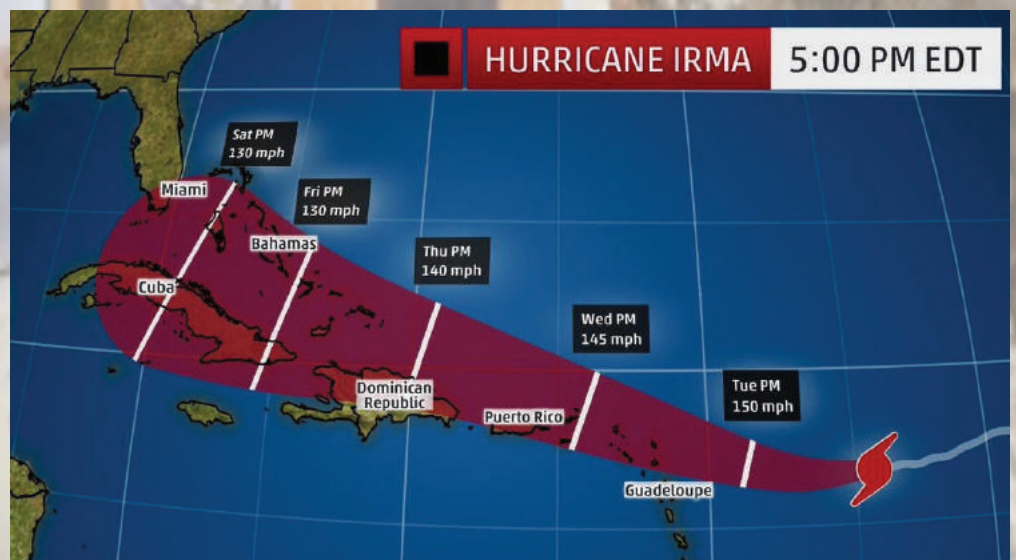 HURRICANE IRMA
5:00 PM EDT
Sat PM
130 mph
Fri PM
130 mph
Thu PM
140 mph
Wed PM
145 mph
Tue PM
150 mph
Miami
Bahamas
Cuba
Dominican
Republic
Puerto Rico
Guadeloupe